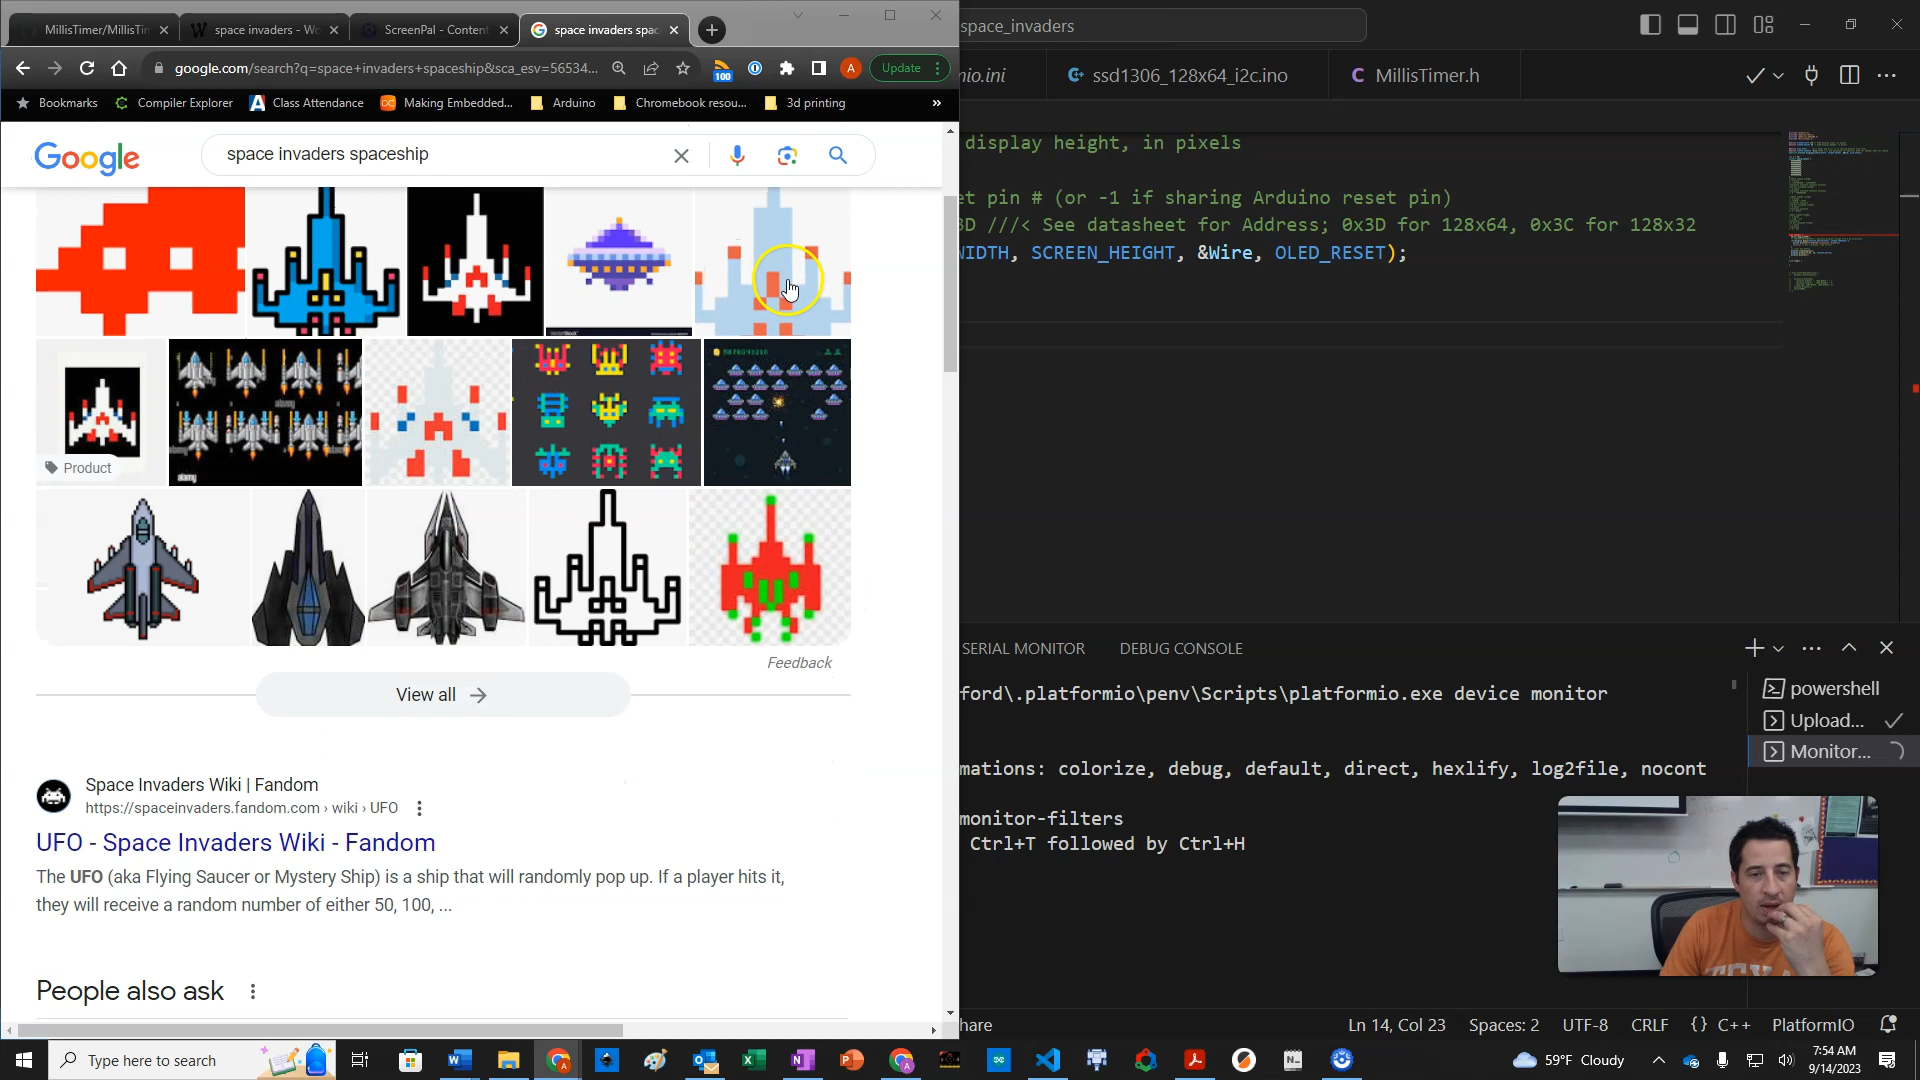 MillisTimer/MillisTim
space invaders - Wo
ScreenPal - Content
space invaders spac
google.com/search?q=space+invaders+spaceship&sca_esv=56534...
100
A
Update
Bookmarks
Compiler Explorer
Class Attendance
Making Embedded...
Arduino
Chromebook resou...
3d printing
»
Google
space invaders spaceship
Product
alamy
alamy
View all
Feedback
Space Invaders Wiki | Fandom
https://spaceinvaders.fandom.com › wiki › UFO
UFO - Space Invaders Wiki - Fandom
The UFO (aka Flying Saucer or Mystery Ship) is a ship that will randomly pop up. If a player hits it,
they will receive a random number of either 50, 100, ...
People also ask
space_invaders
nio.ini
ssd1306_128x64_i2c.ino
C MillisTimer.h
display height, in pixels
et pin # (or -1 if sharing Arduino reset pin)
3D ///< See datasheet for Address; 0x3D for 128x64, 0x3C for 128x32
WIDTH, SCREEN_HEIGHT, &Wire, OLED_RESET);
SERIAL MONITOR
DEBUG CONSOLE
ford\.platformio\penv\Scripts\platformio.exe device monitor
mations: colorize, debug, default, direct, hexlify, log2file, nocont
monitor-filters
Ctrl+T followed by Ctrl+H
powershell
Upload...
Monitor...
hare
Ln 14, Col 23
Spaces: 2
UTF-8
CRLF
{} C++
PlatformIO
Type here to search
59°F Cloudy
7:54 AM
9/14/2023